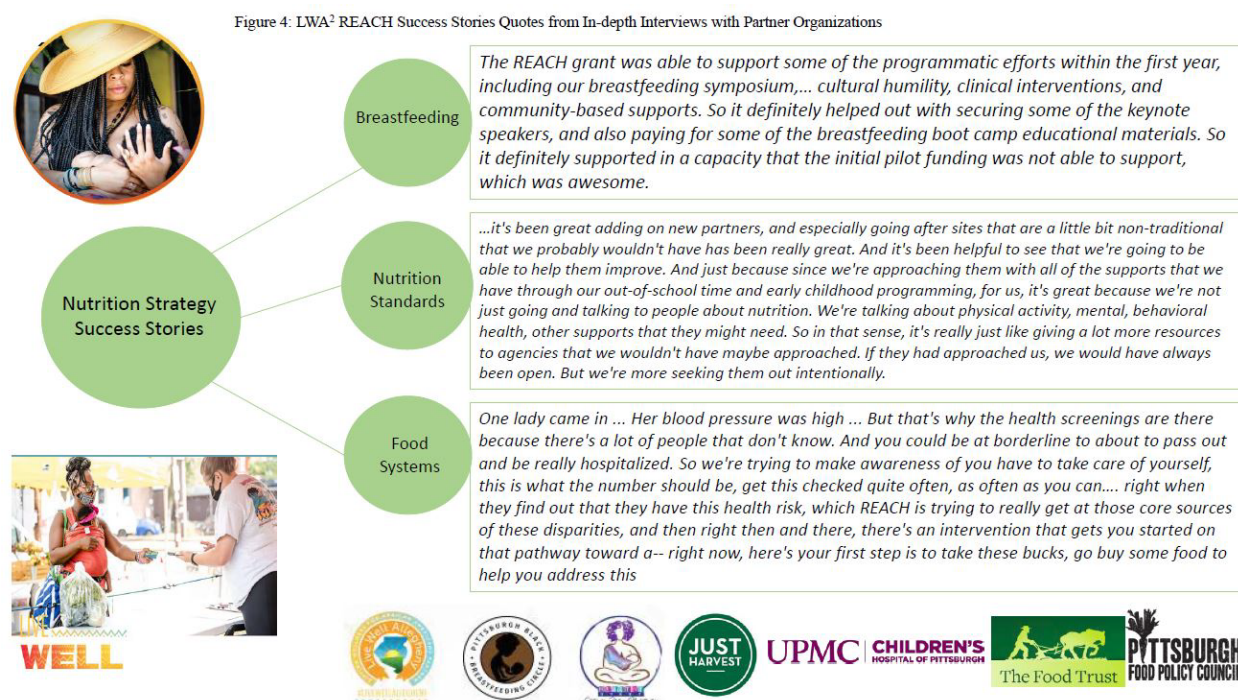 Figure 4: LWA² REACH Success Stories Quotes from In-depth Interviews with Partner Organizations
Breastfeeding
The REACH grant was able to support some of the programmatic efforts within the first year,
including our breastfeeding symposium,... cultural humility, clinical interventions, and
community-based supports. So it definitely helped out with securing some of the keynote
speakers, and also paying for some of the breastfeeding boot camp educational materials. So
it definitely supported in a capacity that the initial pilot funding was not able to support,
which was awesome.
Nutrition Strategy
Success Stories
Nutrition
Standards
...it's been great adding on new partners, and especially going after sites that are a little bit non-traditional
that we probably wouldn't have has been really great. And it's been helpful to see that we're going to be
able to help them improve. And just because since we're approaching them with all of the supports that we
have through our out-of-school time and early childhood programming, for us, it's great because we're not
just going and talking to people about nutrition. We're talking about physical activity, mental, behavioral
health, other supports that they might need. So in that sense, it's really just like giving a lot more resources
to agencies that we wouldn't have maybe approached. If they had approached us, we would have always
been open. But we're more seeking them out intentionally.
Food
Systems
One lady came in ... Her blood pressure was high ... But that's why the health screenings are there
because there's a lot of people that don't know. And you could be at borderline to about to pass out
and be really hospitalized. So we're trying to make awareness of you have to take care of yourself,
this is what the number should be, get this checked quite often, as often as you can.... right when
they find out that they have this health risk, which REACH is trying to really get at those core sources
of these disparities, and then right then and there, there's an intervention that gets you started on
that pathway toward a-- right now, here's your first step is to take these bucks, go buy some food to
help you address this
LIVE
WELL
Live Well Allegheny
PITTSBURGH BLACK
BREASTFEEDING CIRCLE
JUST
HARVEST
UPMC CHILDREN'S
HOSPITAL OF PITTSBURGH
The Food Trust
PITTSBURGH
FOOD POLICY COUNCIL